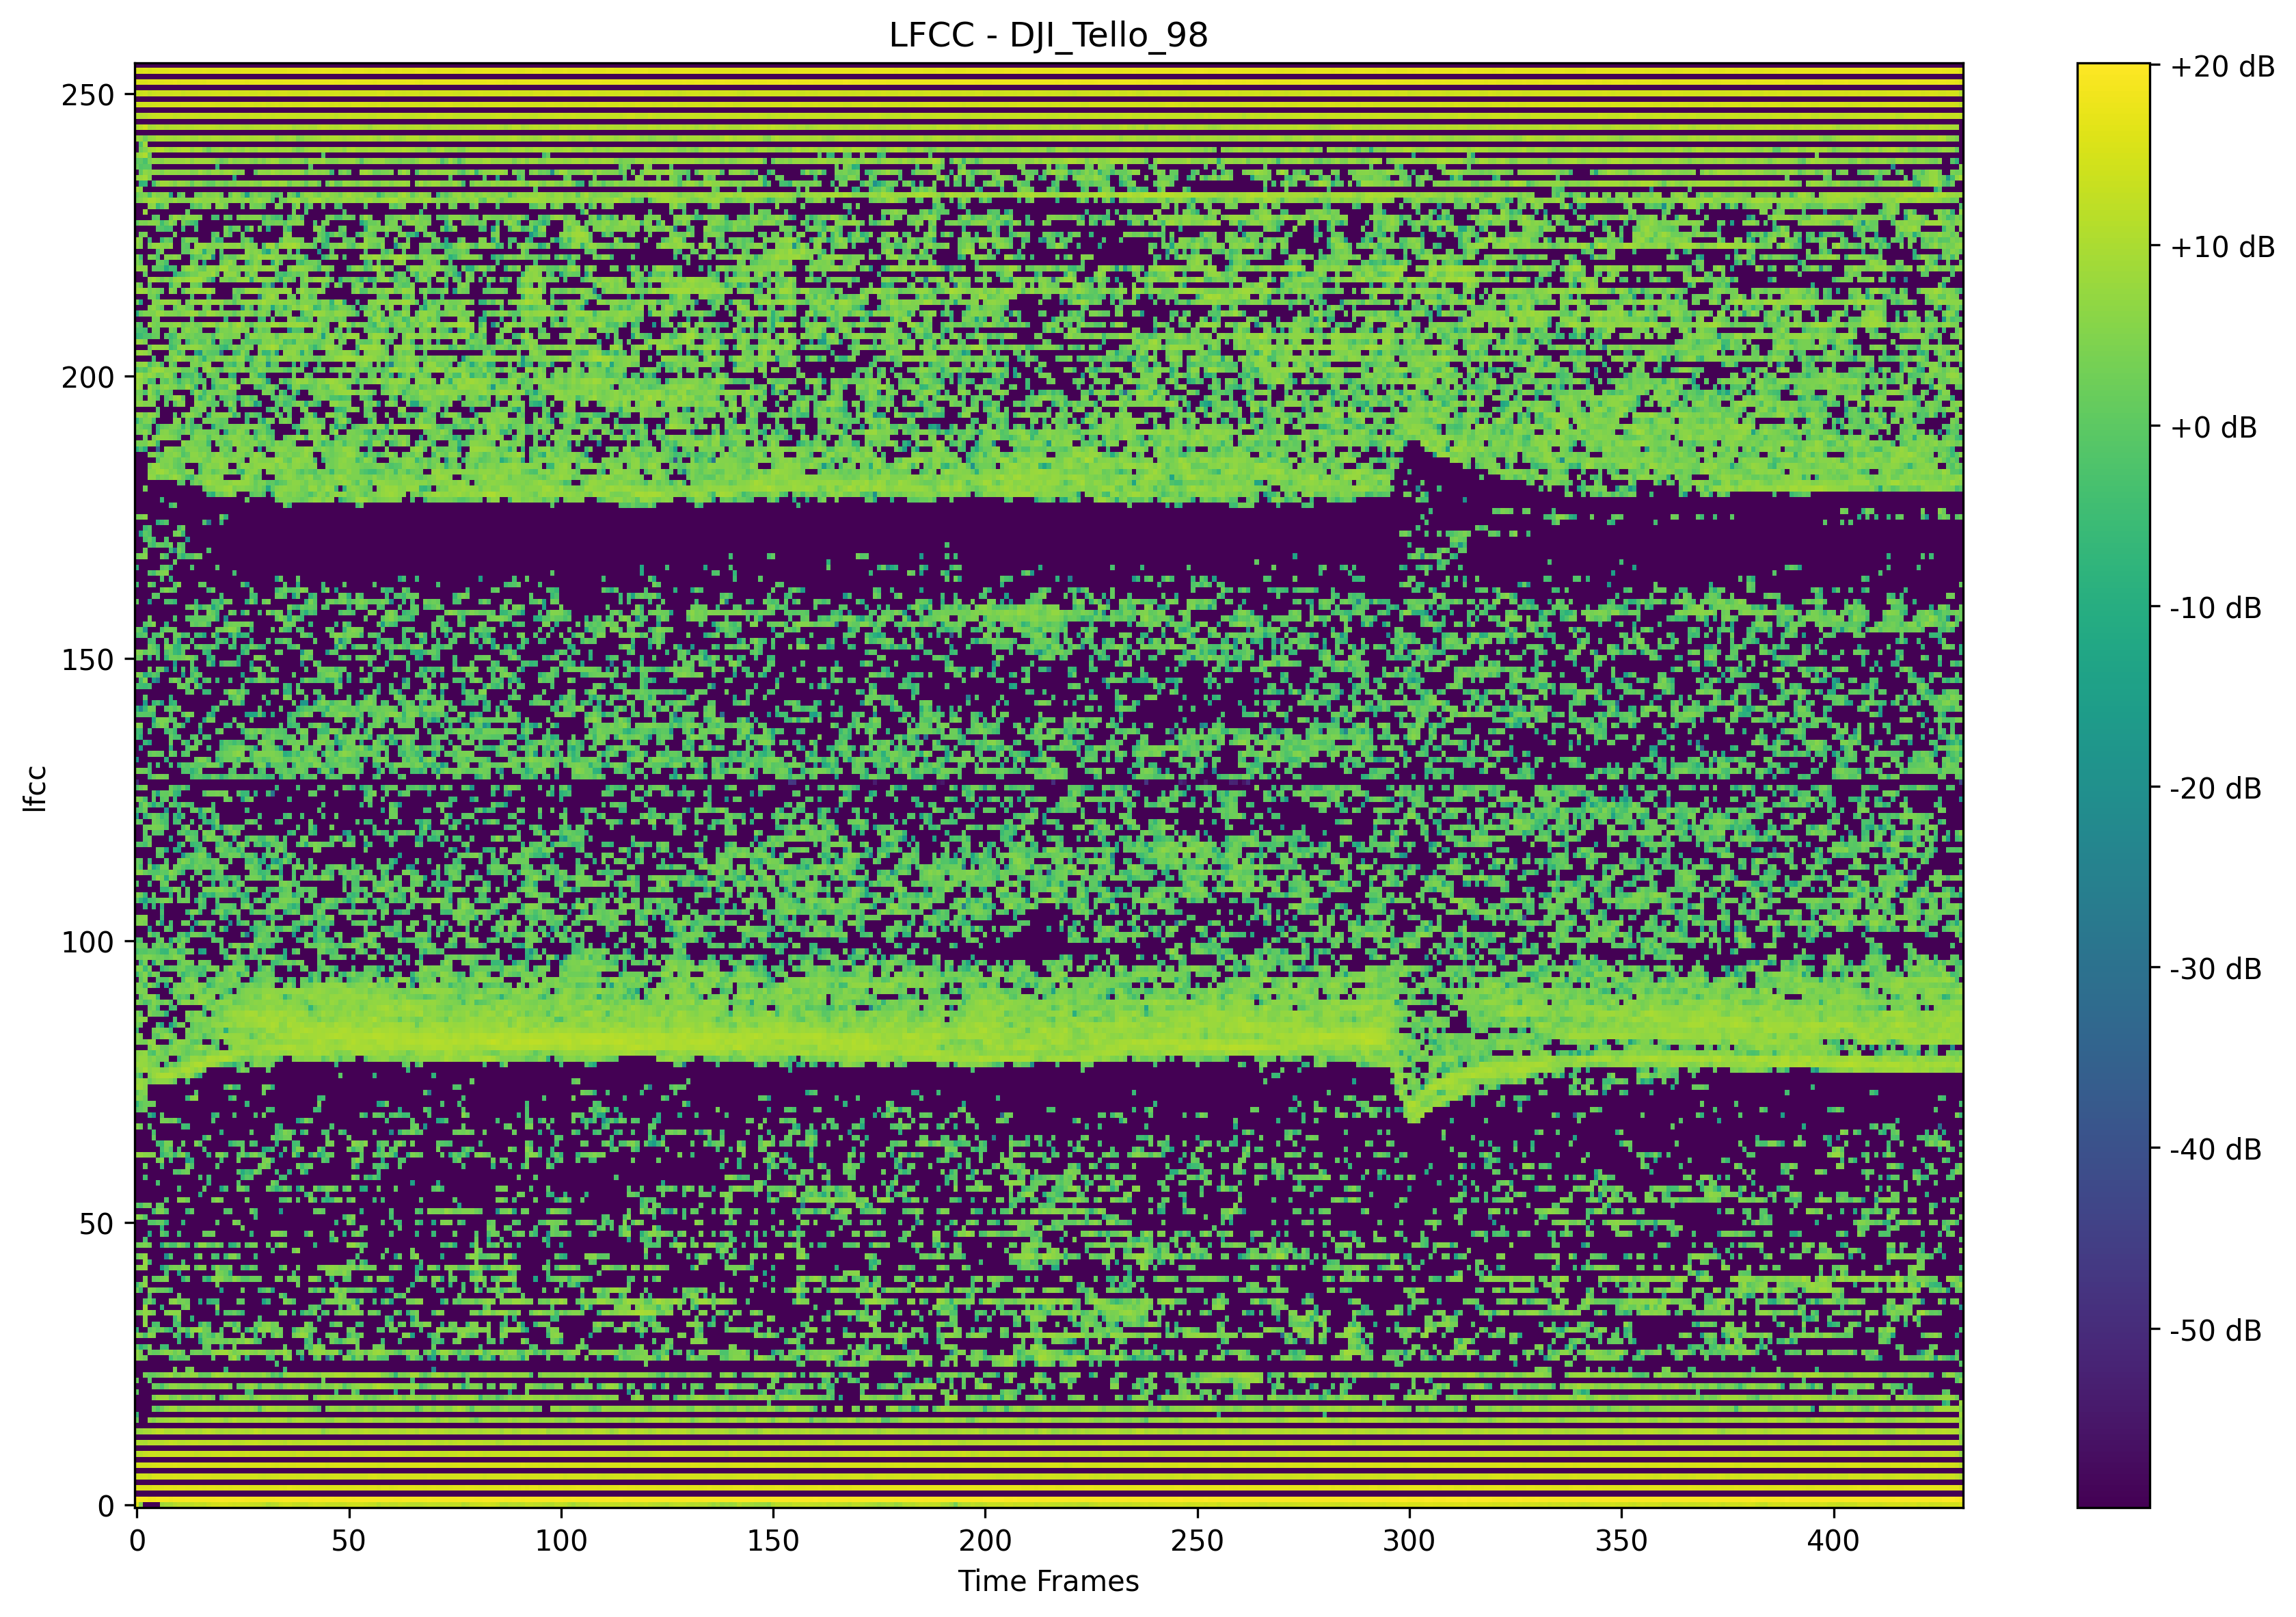 LFCC - DJI_Tello_98
250
200
150
100
50
0
lfcc
0 50 100 150 200 250 300 350 400
Time Frames
+20 dB
+10 dB
+0 dB
-10 dB
-20 dB
-30 dB
-40 dB
-50 dB